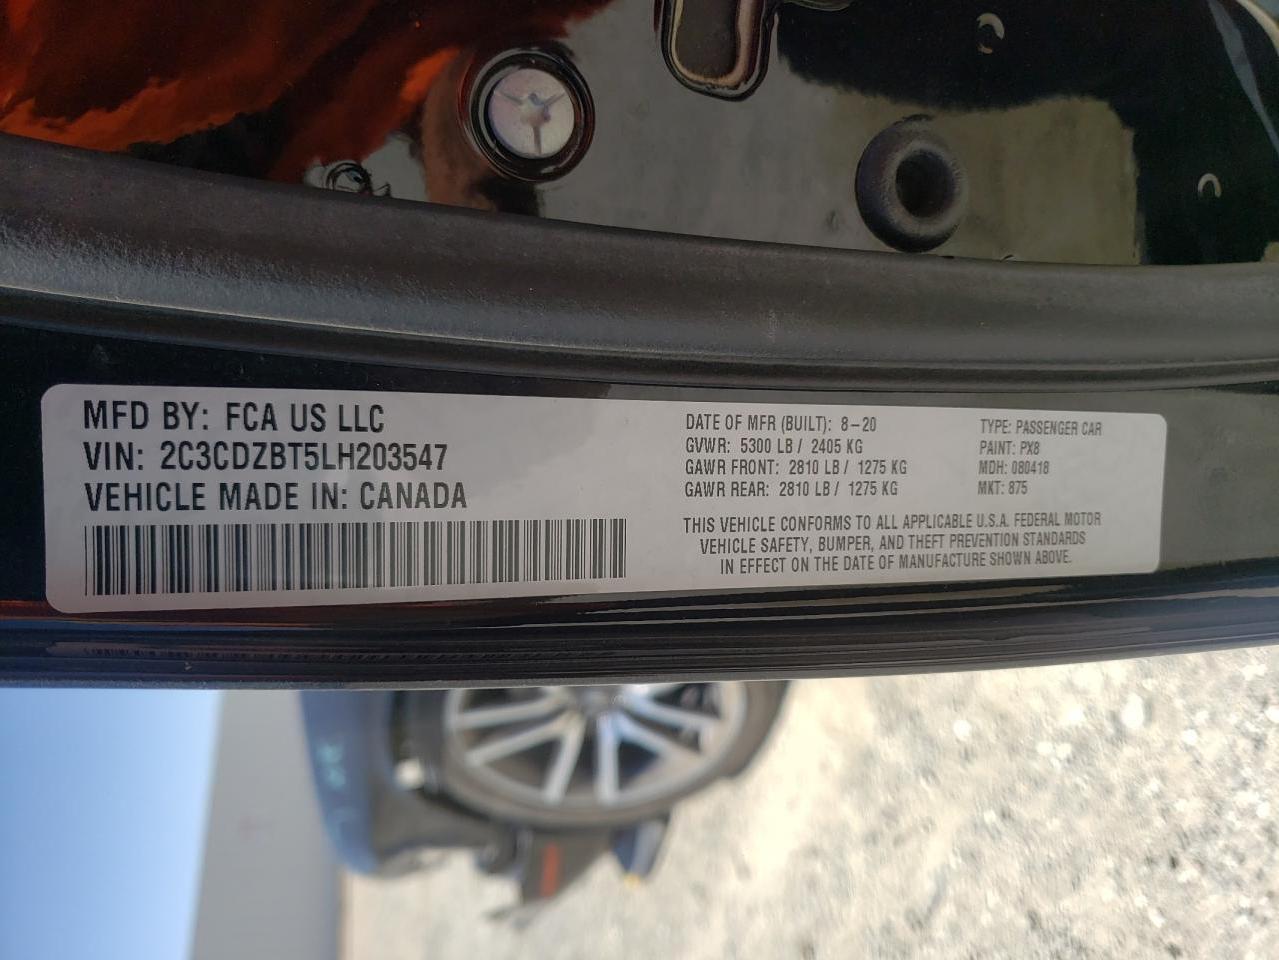 MFD BY: FCA US LLC
VIN: 2C3CDZBT5LH203547
VEHICLE MADE IN: CANADA
DATE OF MFR (BUILT): 8-20
GVWR: 5300 LB / 2405 KG
GAWR FRONT: 2810 LB / 1275 KG
GAWR REAR: 2810 LB / 1275 KG
TYPE: PASSENGER CAR
PAINT: PX8
MDH: 080418
MKT: 875
THIS VEHICLE CONFORMS TO ALL APPLICABLE U.S.A. FEDERAL MOTOR
VEHICLE SAFETY, BUMPER, AND THEFT PREVENTION STANDARDS
IN EFFECT ON THE DATE OF MANUFACTURE SHOWN ABOVE.